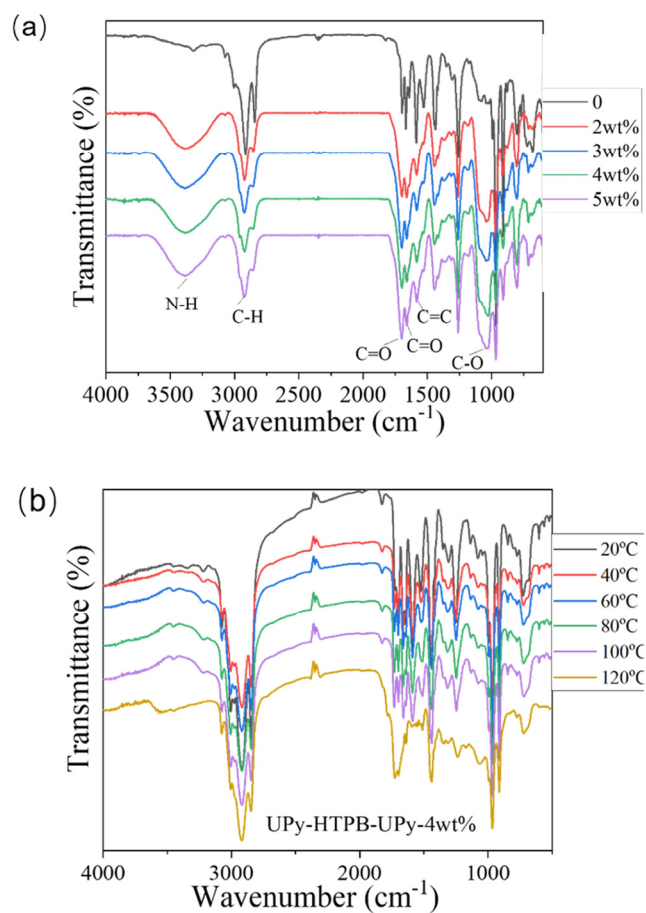 (a)
Transmittance (%)
0
2wt%
3wt%
4wt%
5wt%
N-H
C-H
C=O
C=O
C=C
C-O
4000 3500 3000 2500 2000 1500 1000
Wavenumber (cm⁻¹)
(b)
Transmittance (%)
20ºC
40ºC
60ºC
80ºC
100ºC
120ºC
UPy-HTPB-UPy-4wt%
4000 3000 2000 1000
Wavenumber (cm⁻¹)